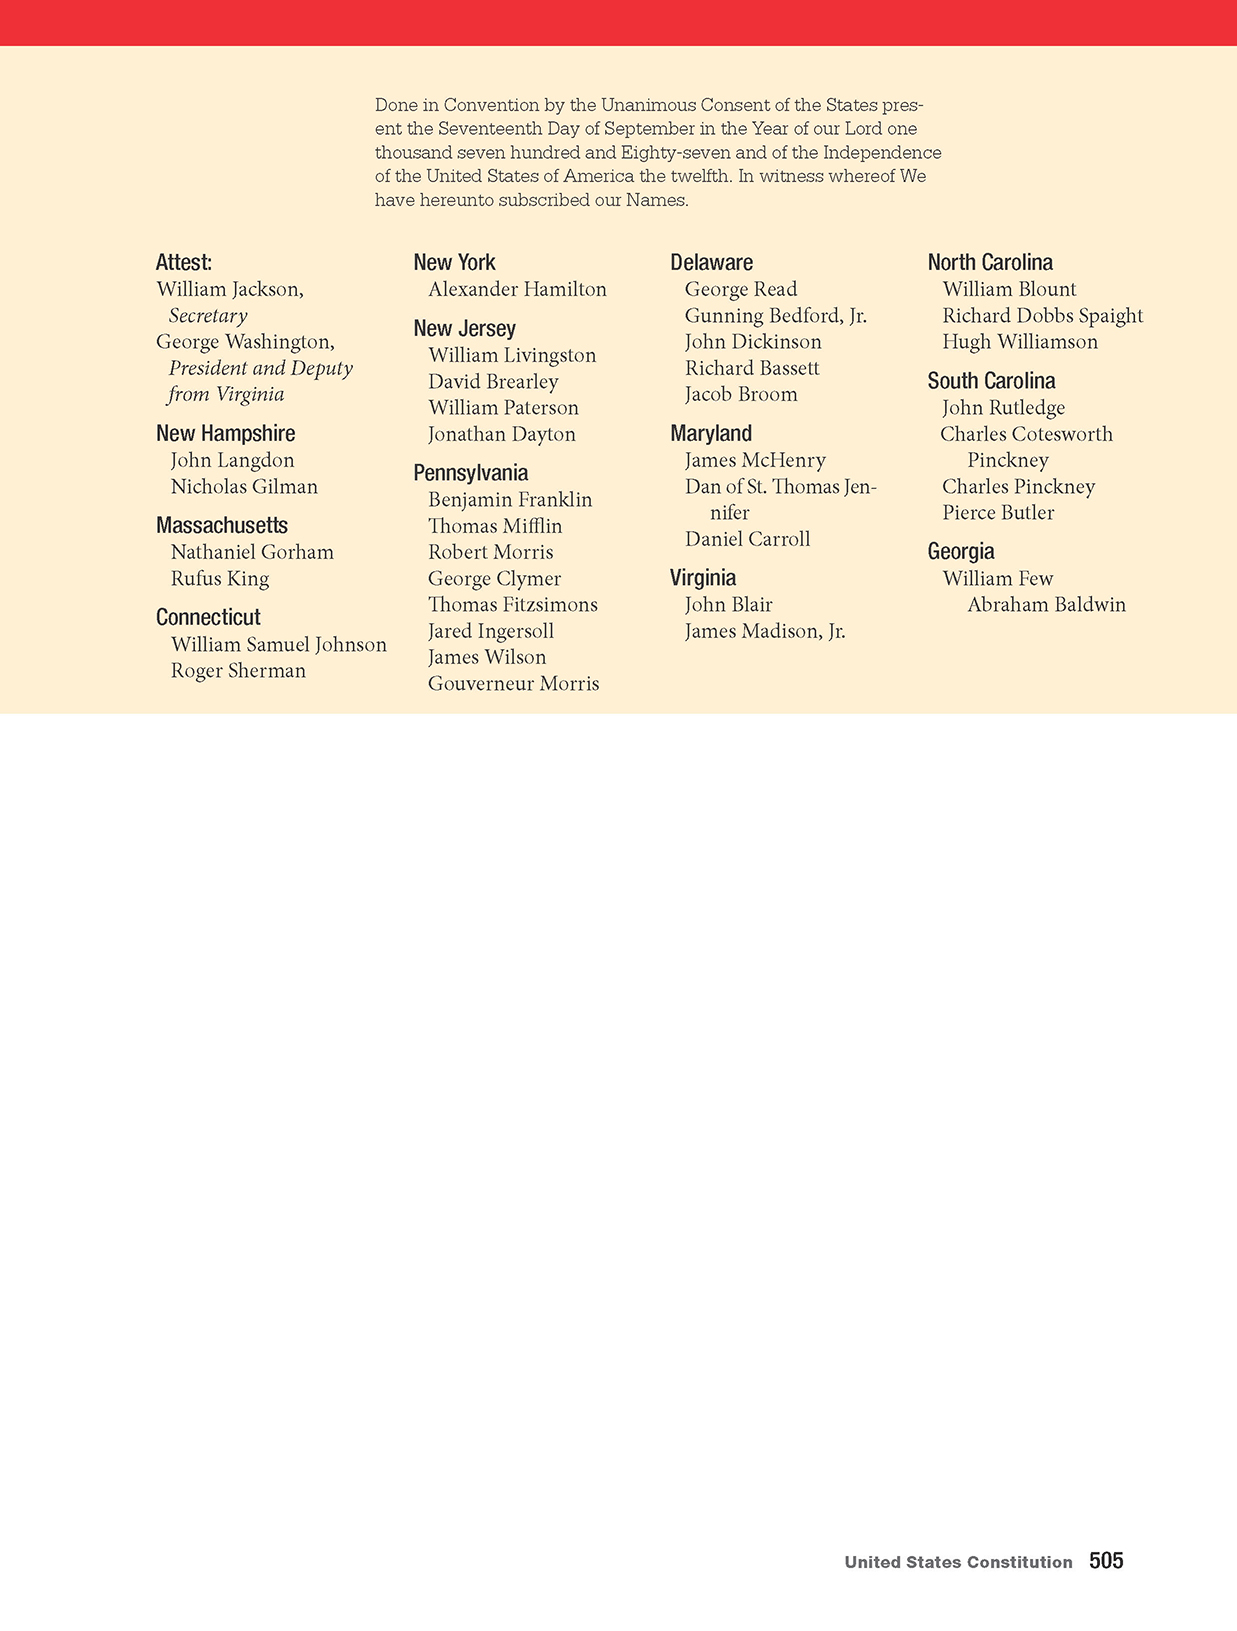 Done in Convention by the Unanimous Consent of the States pres-
ent the Seventeenth Day of September in the Year of our Lord one
thousand seven hundred and Eighty-seven and of the Independence
of the United States of America the twelfth. In witness whereof We
have hereunto subscribed our Names.
Attest:
William Jackson,
Secretary
George Washington,
President and Deputy
from Virginia
New Hampshire
John Langdon
Nicholas Gilman
Massachusetts
Nathaniel Gorham
Rufus King
Connecticut
William Samuel Johnson
Roger Sherman
New York
Alexander Hamilton
New Jersey
William Livingston
David Brearley
William Paterson
Jonathan Dayton
Pennsylvania
Benjamin Franklin
Thomas Mifflin
Robert Morris
George Clymer
Thomas Fitzsimons
Jared Ingersoll
James Wilson
Gouverneur Morris
Delaware
George Read
Gunning Bedford, Jr.
John Dickinson
Richard Bassett
Jacob Broom
Maryland
James McHenry
Dan of St. Thomas Jen-
nifer
Daniel Carroll
Virginia
John Blair
James Madison, Jr.
North Carolina
William Blount
Richard Dobbs Spaight
Hugh Williamson
South Carolina
John Rutledge
Charles Cotesworth
Pinckney
Charles Pinckney
Pierce Butler
Georgia
William Few
Abraham Baldwin
United States Constitution 505